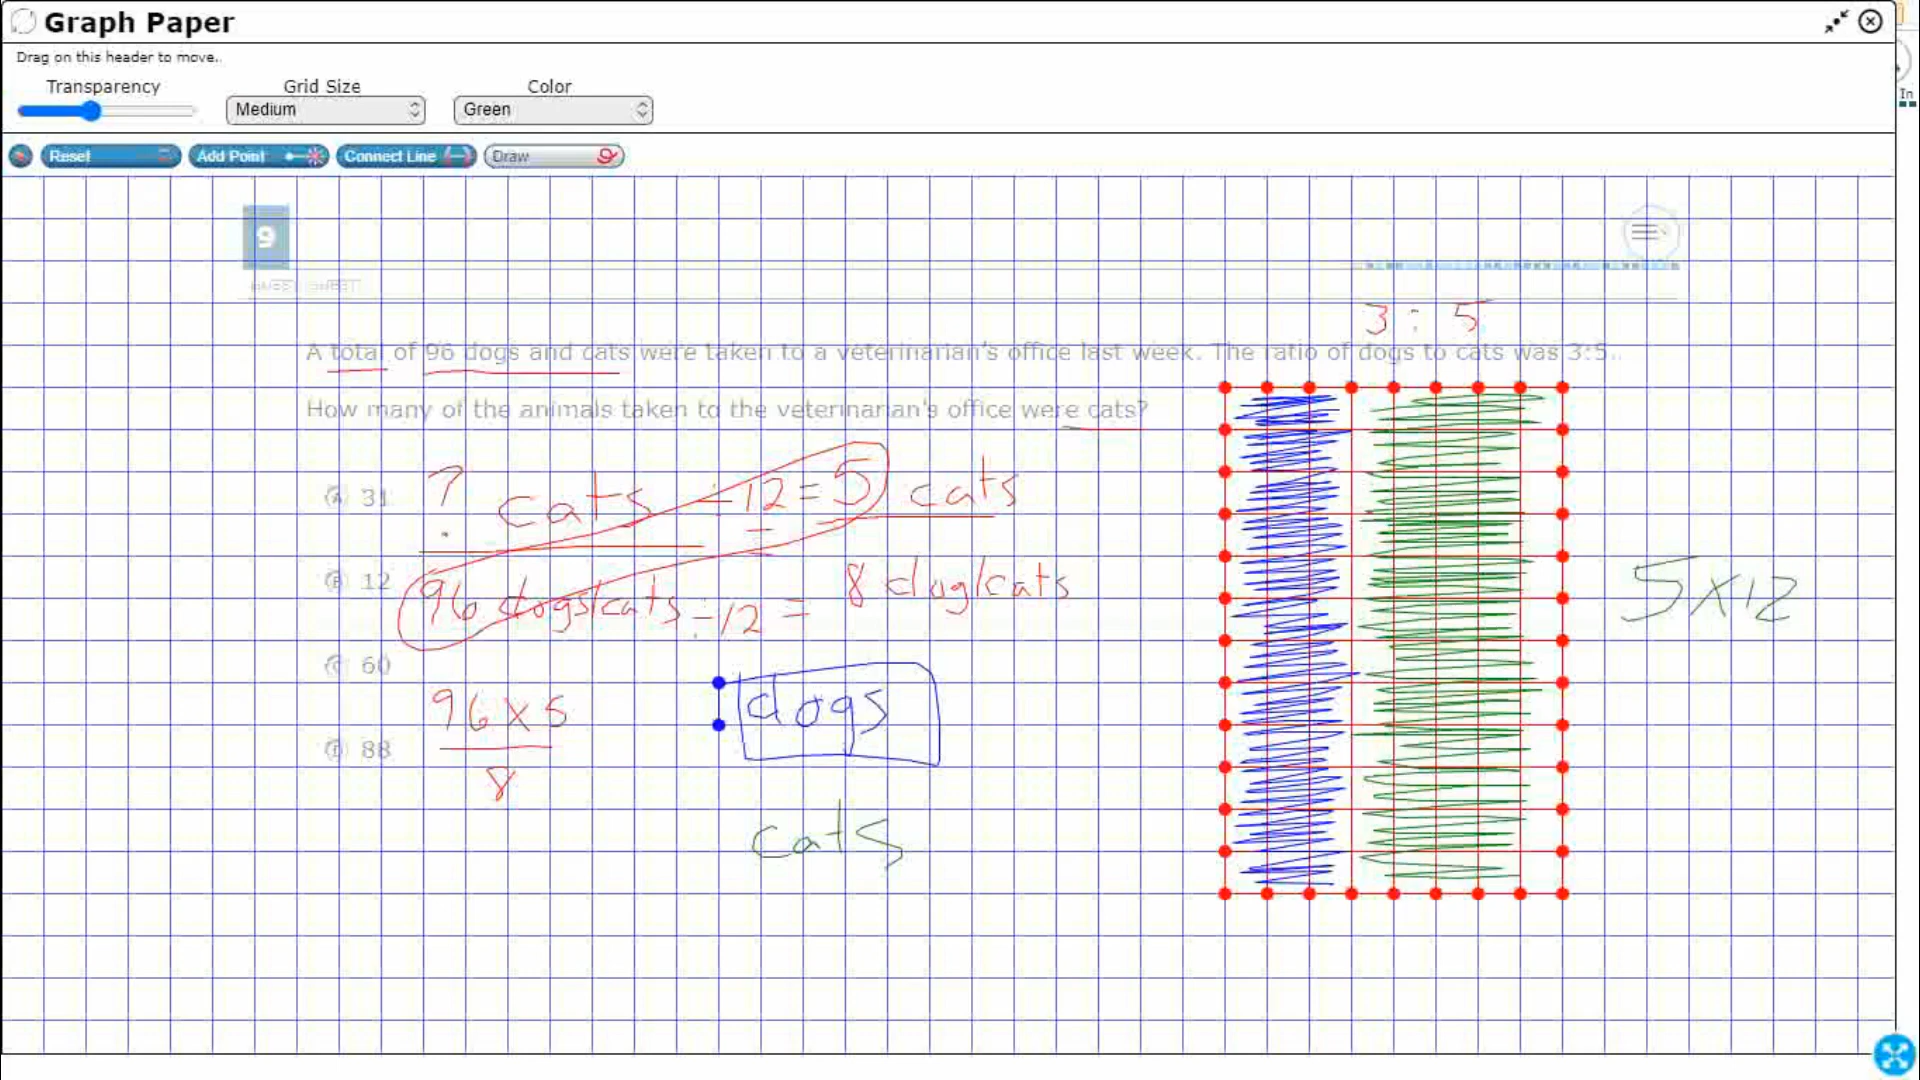 Graph Paper
Drag on this header to move..
Transparency
Grid Size
Color
Medium
Green
In
Reset
Add Point
Connect Line
Draw
9
3 : 5
A total of 96 dogs and cats were taken to a veterinarian's office last week. The ratio of dogs to cats was 3:5..
How many of the animals taken to the veterinarian's office were cats?
A 31
? cats ÷12 = 5 cats
B 12
96 dogs/cats ÷12 = 8 dog/cats
5x12
C 60
96 x 5
8
dogs
D 88
cats